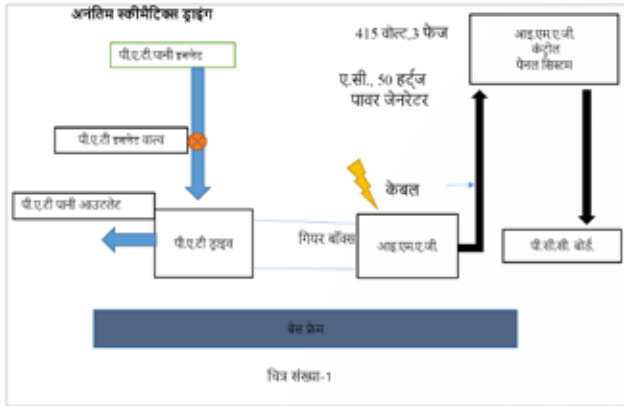 अनंतिम स्कीमैटिक्स ड्राइंग
पी.ए.टी.पानी इनलेट
415 वोल्ट,3 फेज
ए.सी., 50 हर्ट्ज
पावर जेनरेटर
आइ.एम.ए.जी.
कंट्रोल
पैनल सिस्टम
पी.ए.टी इनलेट वाल्व
केबल
पी.ए.टी पानी आउटलेट
पी.ए.टी ड्राइव
गियर बॉक्स
आइ.एम.ए.जी.
पी.सी.सी. बोर्ड.
बेस फ्रेम
चित्र संख्या-1